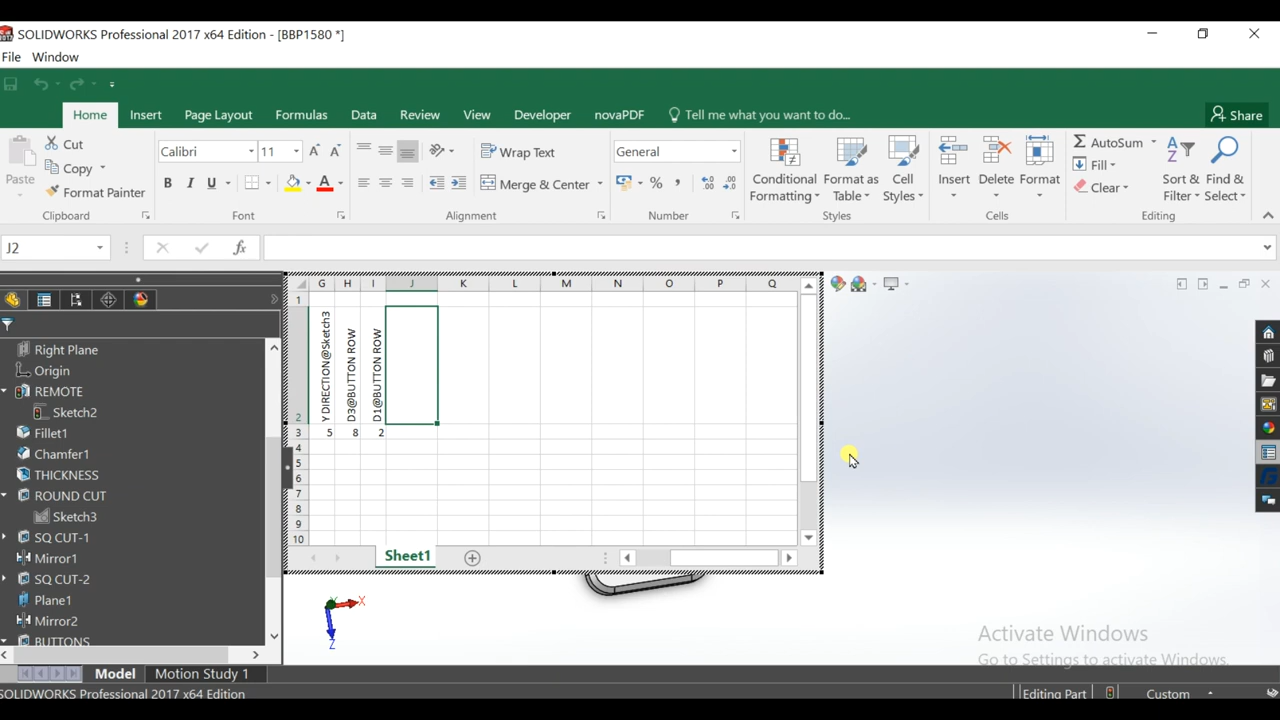 SOLIDWORKS Professional 2017 x64 Edition - [BBP1580 *]
File Window
Home Insert Page Layout Formulas Data Review View Developer novaPDF Tell me what you want to do... Share
Paste Cut Copy Format Painter
Calibri 11
B I U A
Wrap Text
Merge & Center
General
%
Conditional Formatting
Format as Table
Cell Styles
Insert Delete Format
AutoSum
Fill
Clear
Sort & Filter
Find & Select
Clipboard Font Alignment Number Styles Cells Editing
J2 fx
G H I J K L M N O P Q
1
2 Y DIRECTION@Sketch3 D3@BUTTON ROW D1@BUTTON ROW
3 5 8 2
4
5
6
7
8
9
10
Sheet1
Right Plane
Origin
REMOTE
Sketch2
Fillet1
Chamfer1
THICKNESS
ROUND CUT
Sketch3
SQ CUT-1
Mirror1
SQ CUT-2
Plane1
Mirror2
BUTTONS
Y X
Z
Activate Windows
Go to Settings to activate Windows.
Model Motion Study 1
SOLIDWORKS Professional 2017 x64 Edition Editing Part Custom